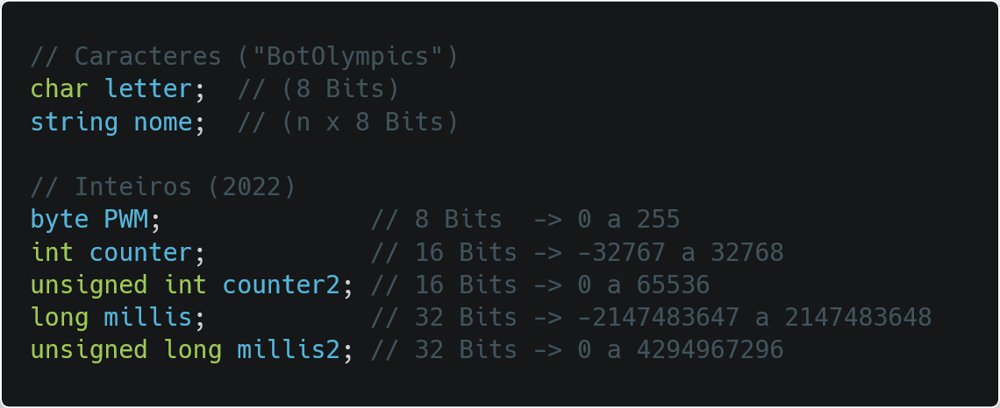 // Caracteres ("BotOlympics")
char letter;  // (8 Bits)
string nome;  // (n x 8 Bits)
// Inteiros (2022)
byte PWM;              // 8 Bits  -> 0 a 255
int counter;           // 16 Bits -> -32767 a 32768
unsigned int counter2; // 16 Bits -> 0 a 65536
long millis;           // 32 Bits -> -2147483647 a 2147483648
unsigned long millis2; // 32 Bits -> 0 a 4294967296